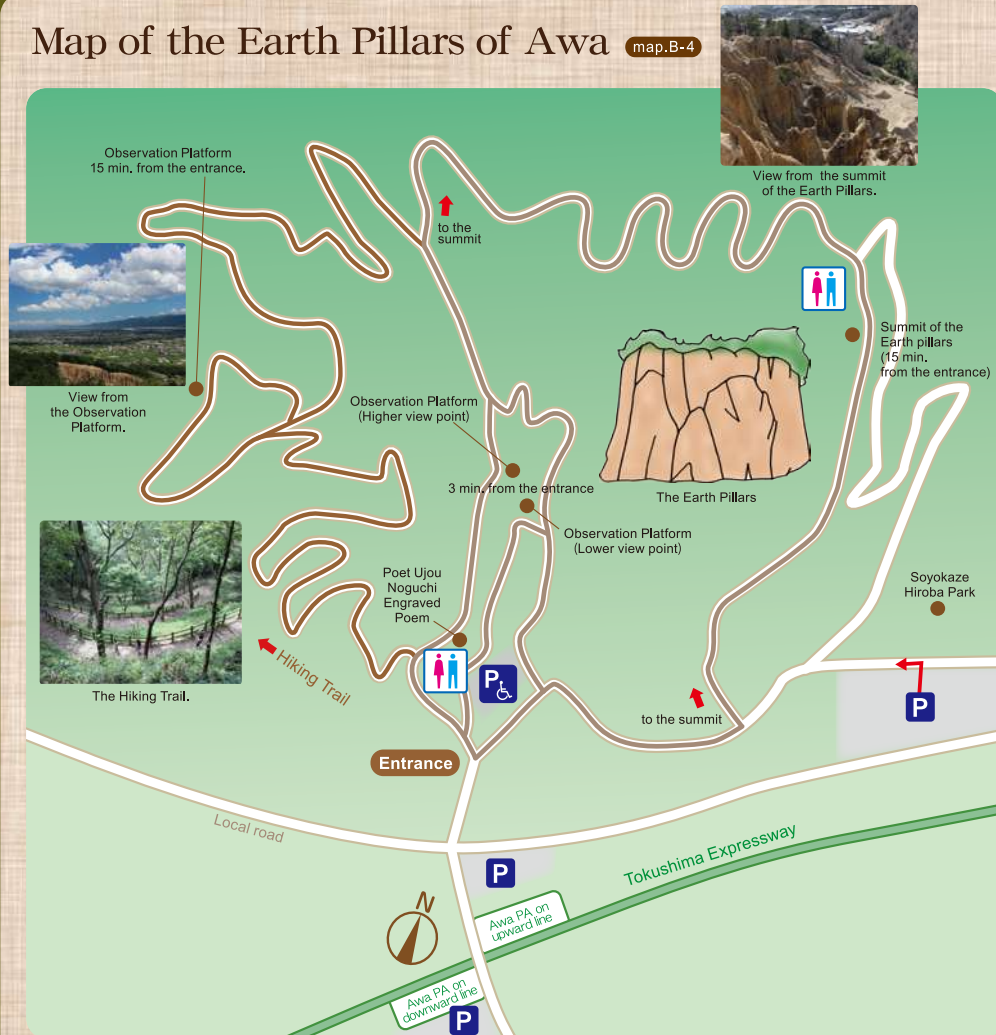 Map of the Earth Pillars of Awa
map.B-4
View from the summit
of the Earth Pillars.
Observation Platform
15 min. from the entrance.
to the
summit
View from
the Observation
Platform.
Summit of the
Earth pillars
(15 min.
from the entrance)
Observation Platform
(Higher view point)
3 min. from the entrance
The Earth Pillars
Observation Platform
(Lower view point)
Poet Ujou
Noguchi
Engraved
Poem
Soyokaze
Hiroba Park
Hiking Trail
The Hiking Trail.
P
P
to the summit
Entrance
Local road
Tokushima Expressway
P
N
Awa PA on
upward line
Awa PA on
downward line
P